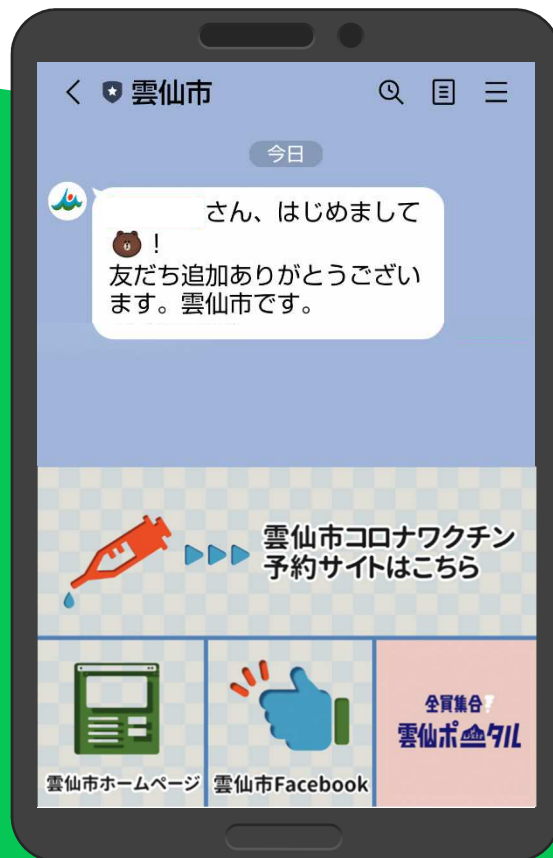 雲仙市
今日
さん、はじめまして
！
友だち追加ありがとうござい
ます。雲仙市です。
雲仙市コロナワクチン
予約サイトはこちら
雲仙市ホームページ
雲仙市Facebook
全員集合！
雲仙ポータル